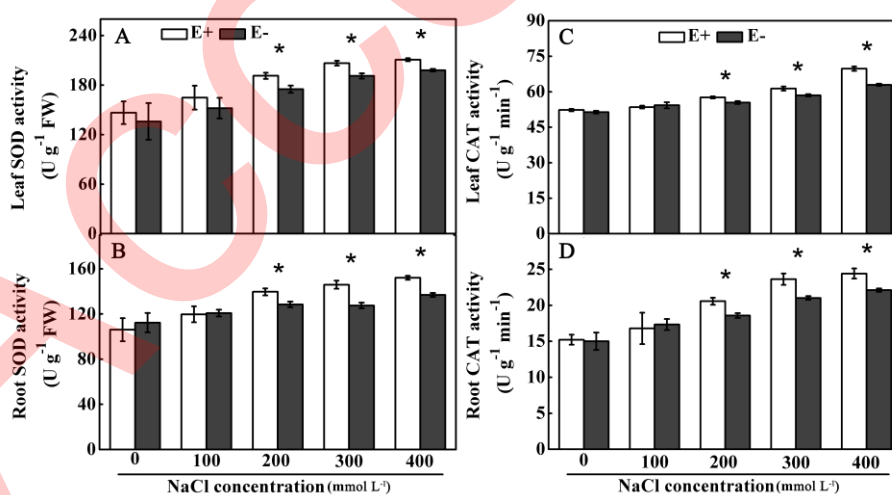 A
E+ E-
* * *
Leaf SOD activity
(U g-1 FW)
240
180
120
60
0
C
E+ E-
* * *
Leaf CAT activity
(U g-1 min-1)
90
75
60
45
30
15
0
B
* * *
Root SOD activity
(U g-1 FW)
160
120
80
40
0
0 100 200 300 400
NaCl concentration (mmol L-1)
D
* * *
Root CAT activity
(U g-1 min-1)
25
20
15
10
5
0
0 100 200 300 400
NaCl concentration (mmol L-1)